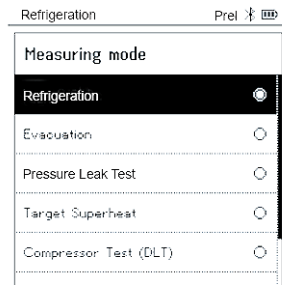 Refrigeration Prel
Measuring mode
Refrigeration
Evacuation
Pressure Leak Test
Target Superheat
Compressor Test (DLT)